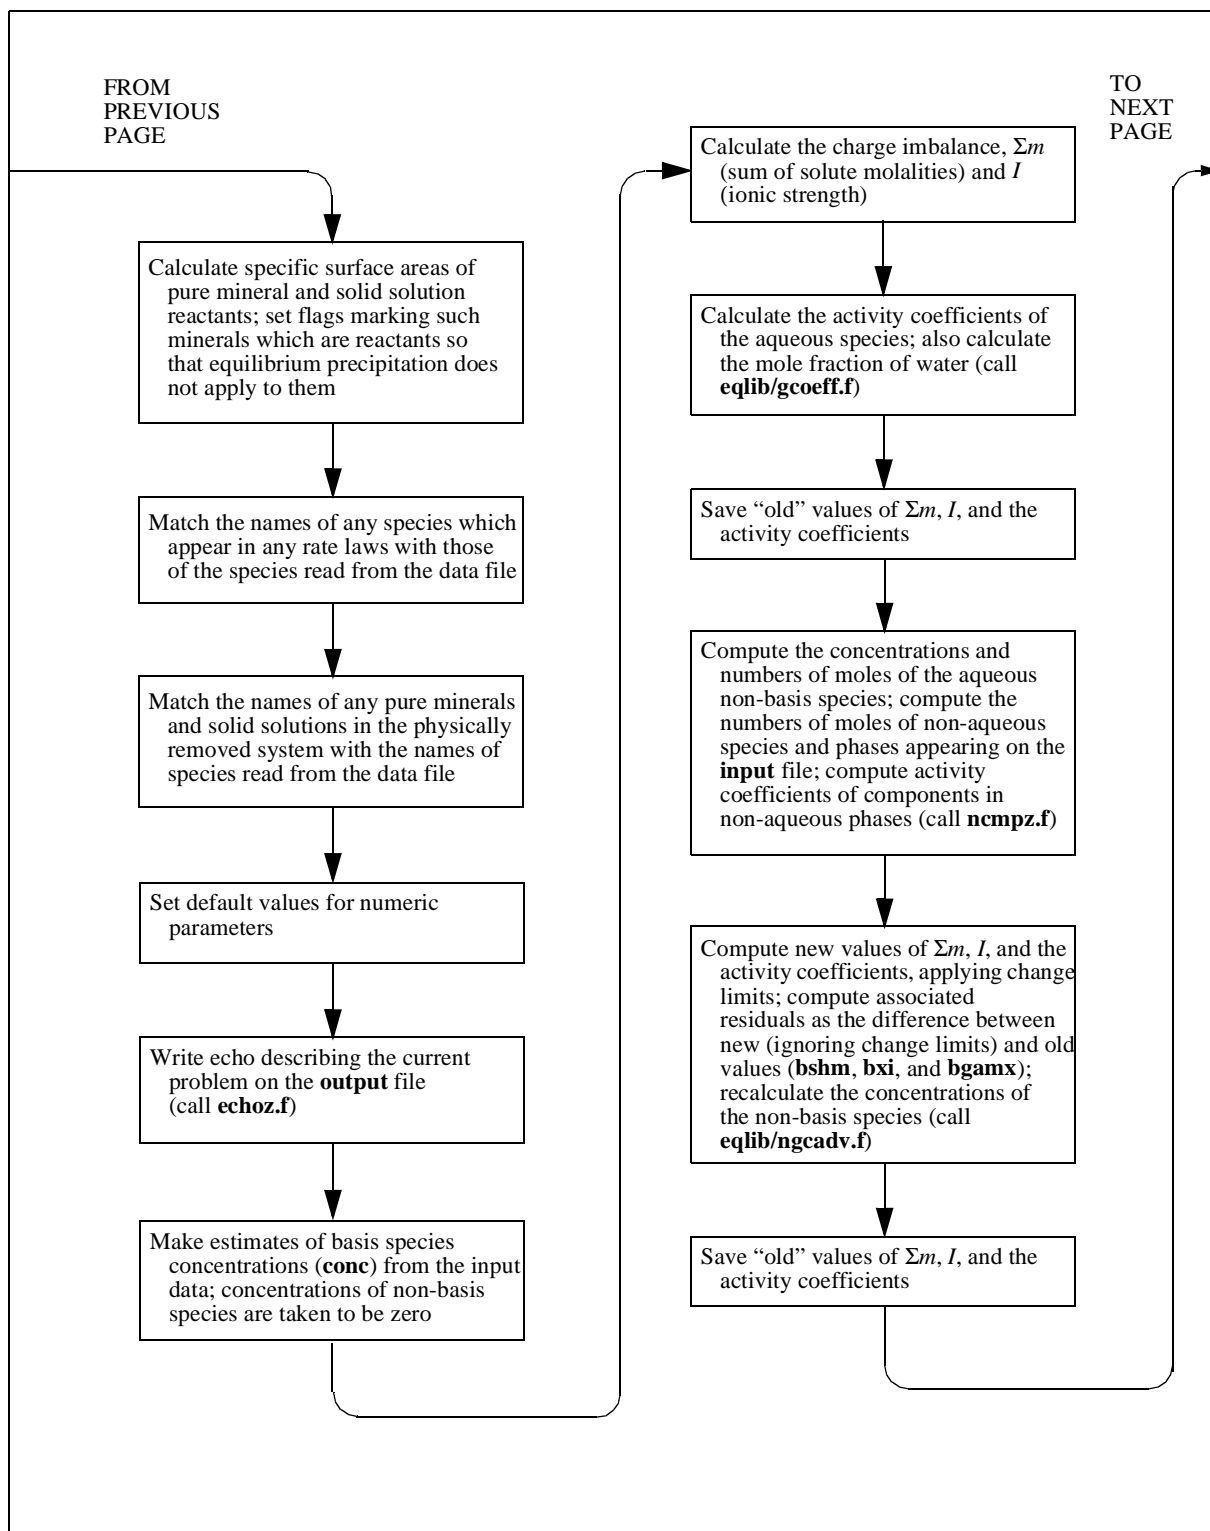 FROM
PREVIOUS
PAGE
Calculate specific surface areas of
pure mineral and solid solution
reactants; set flags marking such
minerals which are reactants so
that equilibrium precipitation does
not apply to them
Match the names of any species which
appear in any rate laws with those
of the species read from the data file
Match the names of any pure minerals
and solid solutions in the physically
removed system with the names of
species read from the data file
Set default values for numeric
parameters
Write echo describing the current
problem on the output file
(call echoz.f)
Make estimates of basis species
concentrations (conc) from the input
data; concentrations of non-basis
species are taken to be zero
Calculate the charge imbalance, Σm
(sum of solute molalities) and I
(ionic strength)
Calculate the activity coefficients of
the aqueous species; also calculate
the mole fraction of water (call
eqlib/gcoeff.f)
Save “old” values of Σm, I, and the
activity coefficients
Compute the concentrations and
numbers of moles of the aqueous
non-basis species; compute the
numbers of moles of non-aqueous
species and phases appearing on the
input file; compute activity
coefficients of components in
non-aqueous phases (call ncmpz.f)
Compute new values of Σm, I, and the
activity coefficients, applying change
limits; compute associated
residuals as the difference between
new (ignoring change limits) and old
values (bshm, bxi, and bgamx);
recalculate the concentrations of
the non-basis species (call
eqlib/ngcadv.f)
Save “old” values of Σm, I, and the
activity coefficients
TO
NEXT
PAGE